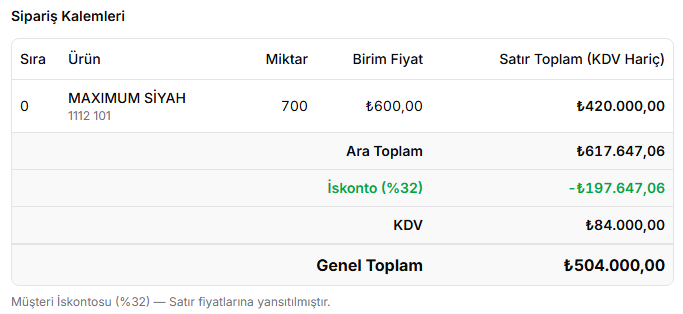 Sipariş Kalemleri
Sıra Ürün Miktar Birim Fiyat Satır Toplam (KDV Hariç)
0 MAXIMUM SİYAH 700 ₺600,00 ₺420.000,00
1112 101
Ara Toplam ₺617.647,06
İskonto (%32) -₺197.647,06
KDV ₺84.000,00
Genel Toplam ₺504.000,00
Müşteri İskontosu (%32) — Satır fiyatlarına yansıtılmıştır.